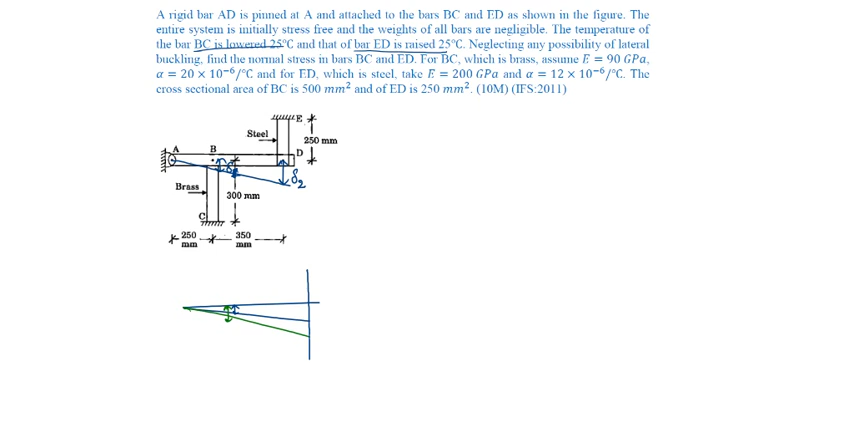 A rigid bar AD is pinned at A and attached to the bars BC and ED as shown in the figure. The
entire system is initially stress free and the weights of all bars are negligible. The temperature of
the bar BC is lowered 25°C and that of bar ED is raised 25°C. Neglecting any possibility of lateral
buckling, find the normal stress in bars BC and ED. For BC, which is brass, assume E = 90 GPa,
α = 20 × 10⁻⁶/°C and for ED, which is steel, take E = 200 GPa and α = 12 × 10⁻⁶/°C. The
cross sectional area of BC is 500 mm² and of ED is 250 mm². (10M) (IFS:2011)
E
Steel
250 mm
A B D
δ₂
Brass
300 mm
C
250 350
mm mm